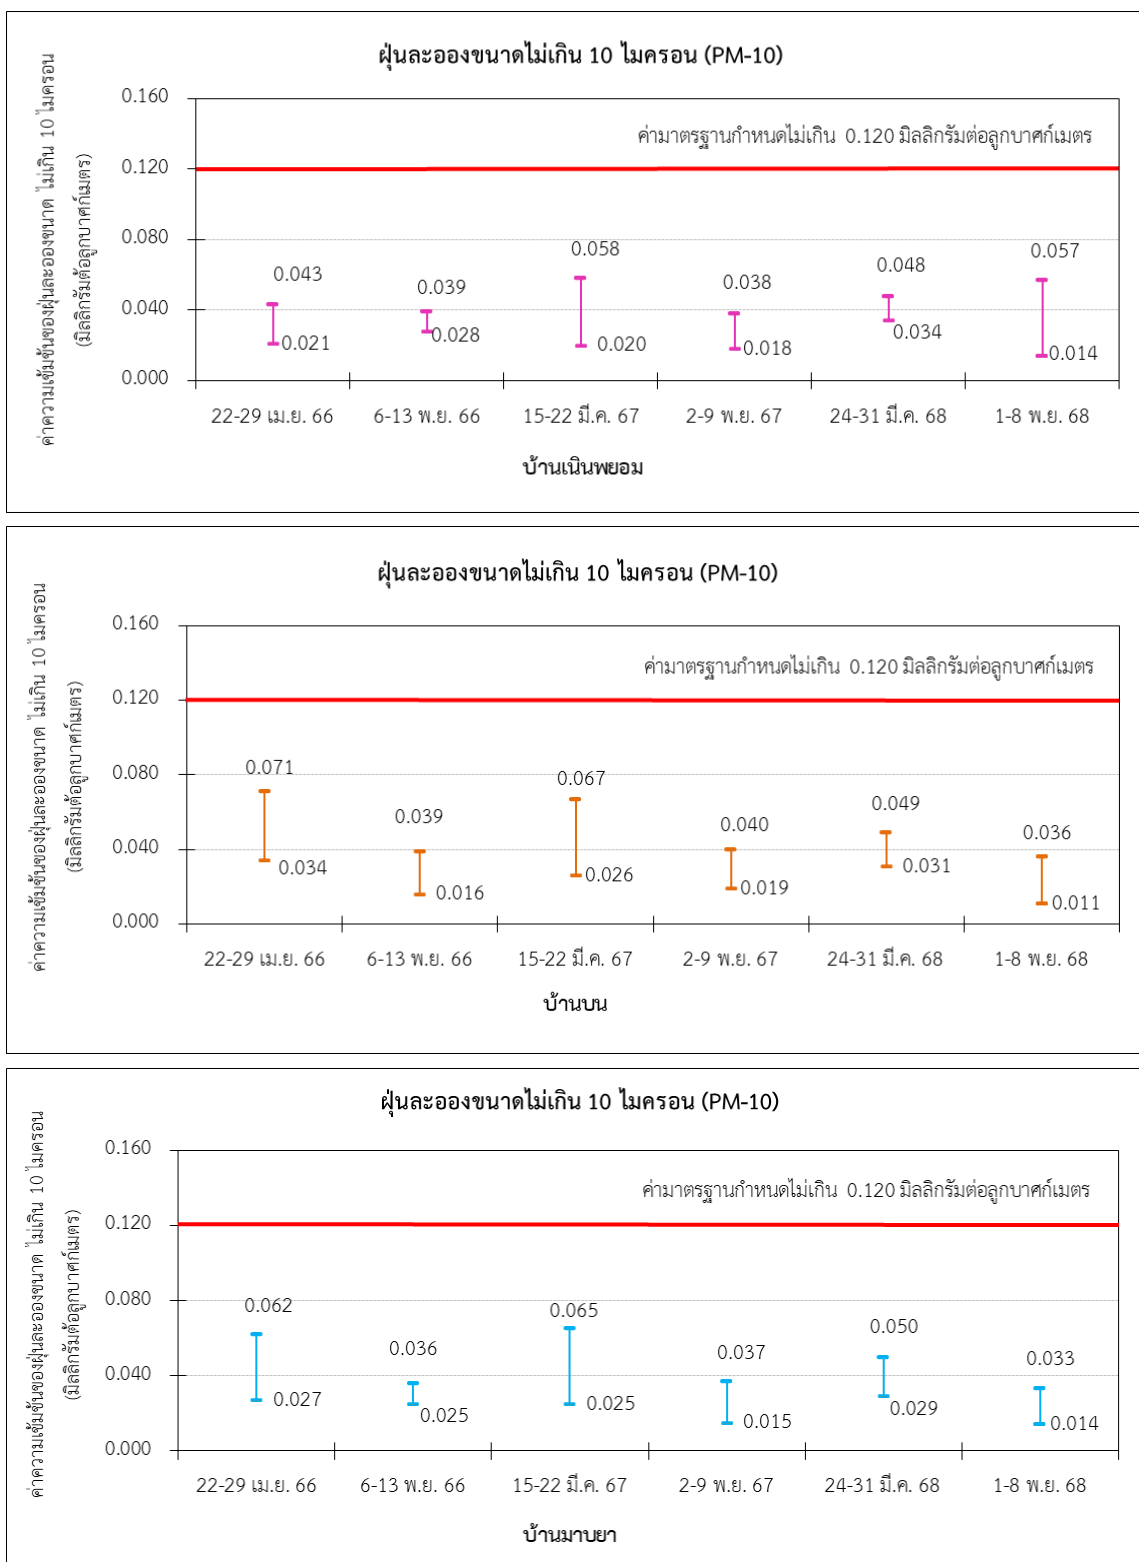 ฝุ่นละอองขนาดไม่เกิน 10 ไมครอน (PM-10)
ค่าความเข้มข้นของฝุ่นละอองขนาด ไม่เกิน 10 ไมครอน
(มิลลิกรัมต่อลูกบาศก์เมตร)
0.160
ค่ามาตรฐานกำหนดไม่เกิน 0.120 มิลลิกรัมต่อลูกบาศก์เมตร
0.120
0.080
0.040
0.000
0.043 0.039 0.058 0.038 0.048 0.057
0.021 0.028 0.020 0.018 0.034 0.014
22-29 เม.ย. 66 6-13 พ.ย. 66 15-22 มี.ค. 67 2-9 พ.ย. 67 24-31 มี.ค. 68 1-8 พ.ย. 68
บ้านเนินพยอม
ฝุ่นละอองขนาดไม่เกิน 10 ไมครอน (PM-10)
ค่าความเข้มข้นของฝุ่นละอองขนาด ไม่เกิน 10 ไมครอน
(มิลลิกรัมต่อลูกบาศก์เมตร)
0.160
ค่ามาตรฐานกำหนดไม่เกิน 0.120 มิลลิกรัมต่อลูกบาศก์เมตร
0.120
0.080
0.040
0.000
0.071 0.039 0.067 0.040 0.049 0.036
0.034 0.016 0.026 0.019 0.031 0.011
22-29 เม.ย. 66 6-13 พ.ย. 66 15-22 มี.ค. 67 2-9 พ.ย. 67 24-31 มี.ค. 68 1-8 พ.ย. 68
บ้านบน
ฝุ่นละอองขนาดไม่เกิน 10 ไมครอน (PM-10)
ค่าความเข้มข้นของฝุ่นละอองขนาด ไม่เกิน 10 ไมครอน
(มิลลิกรัมต่อลูกบาศก์เมตร)
0.160
ค่ามาตรฐานกำหนดไม่เกิน 0.120 มิลลิกรัมต่อลูกบาศก์เมตร
0.120
0.080
0.040
0.000
0.062 0.036 0.065 0.037 0.050 0.033
0.027 0.025 0.025 0.015 0.029 0.014
22-29 เม.ย. 66 6-13 พ.ย. 66 15-22 มี.ค. 67 2-9 พ.ย. 67 24-31 มี.ค. 68 1-8 พ.ย. 68
บ้านมาบยา